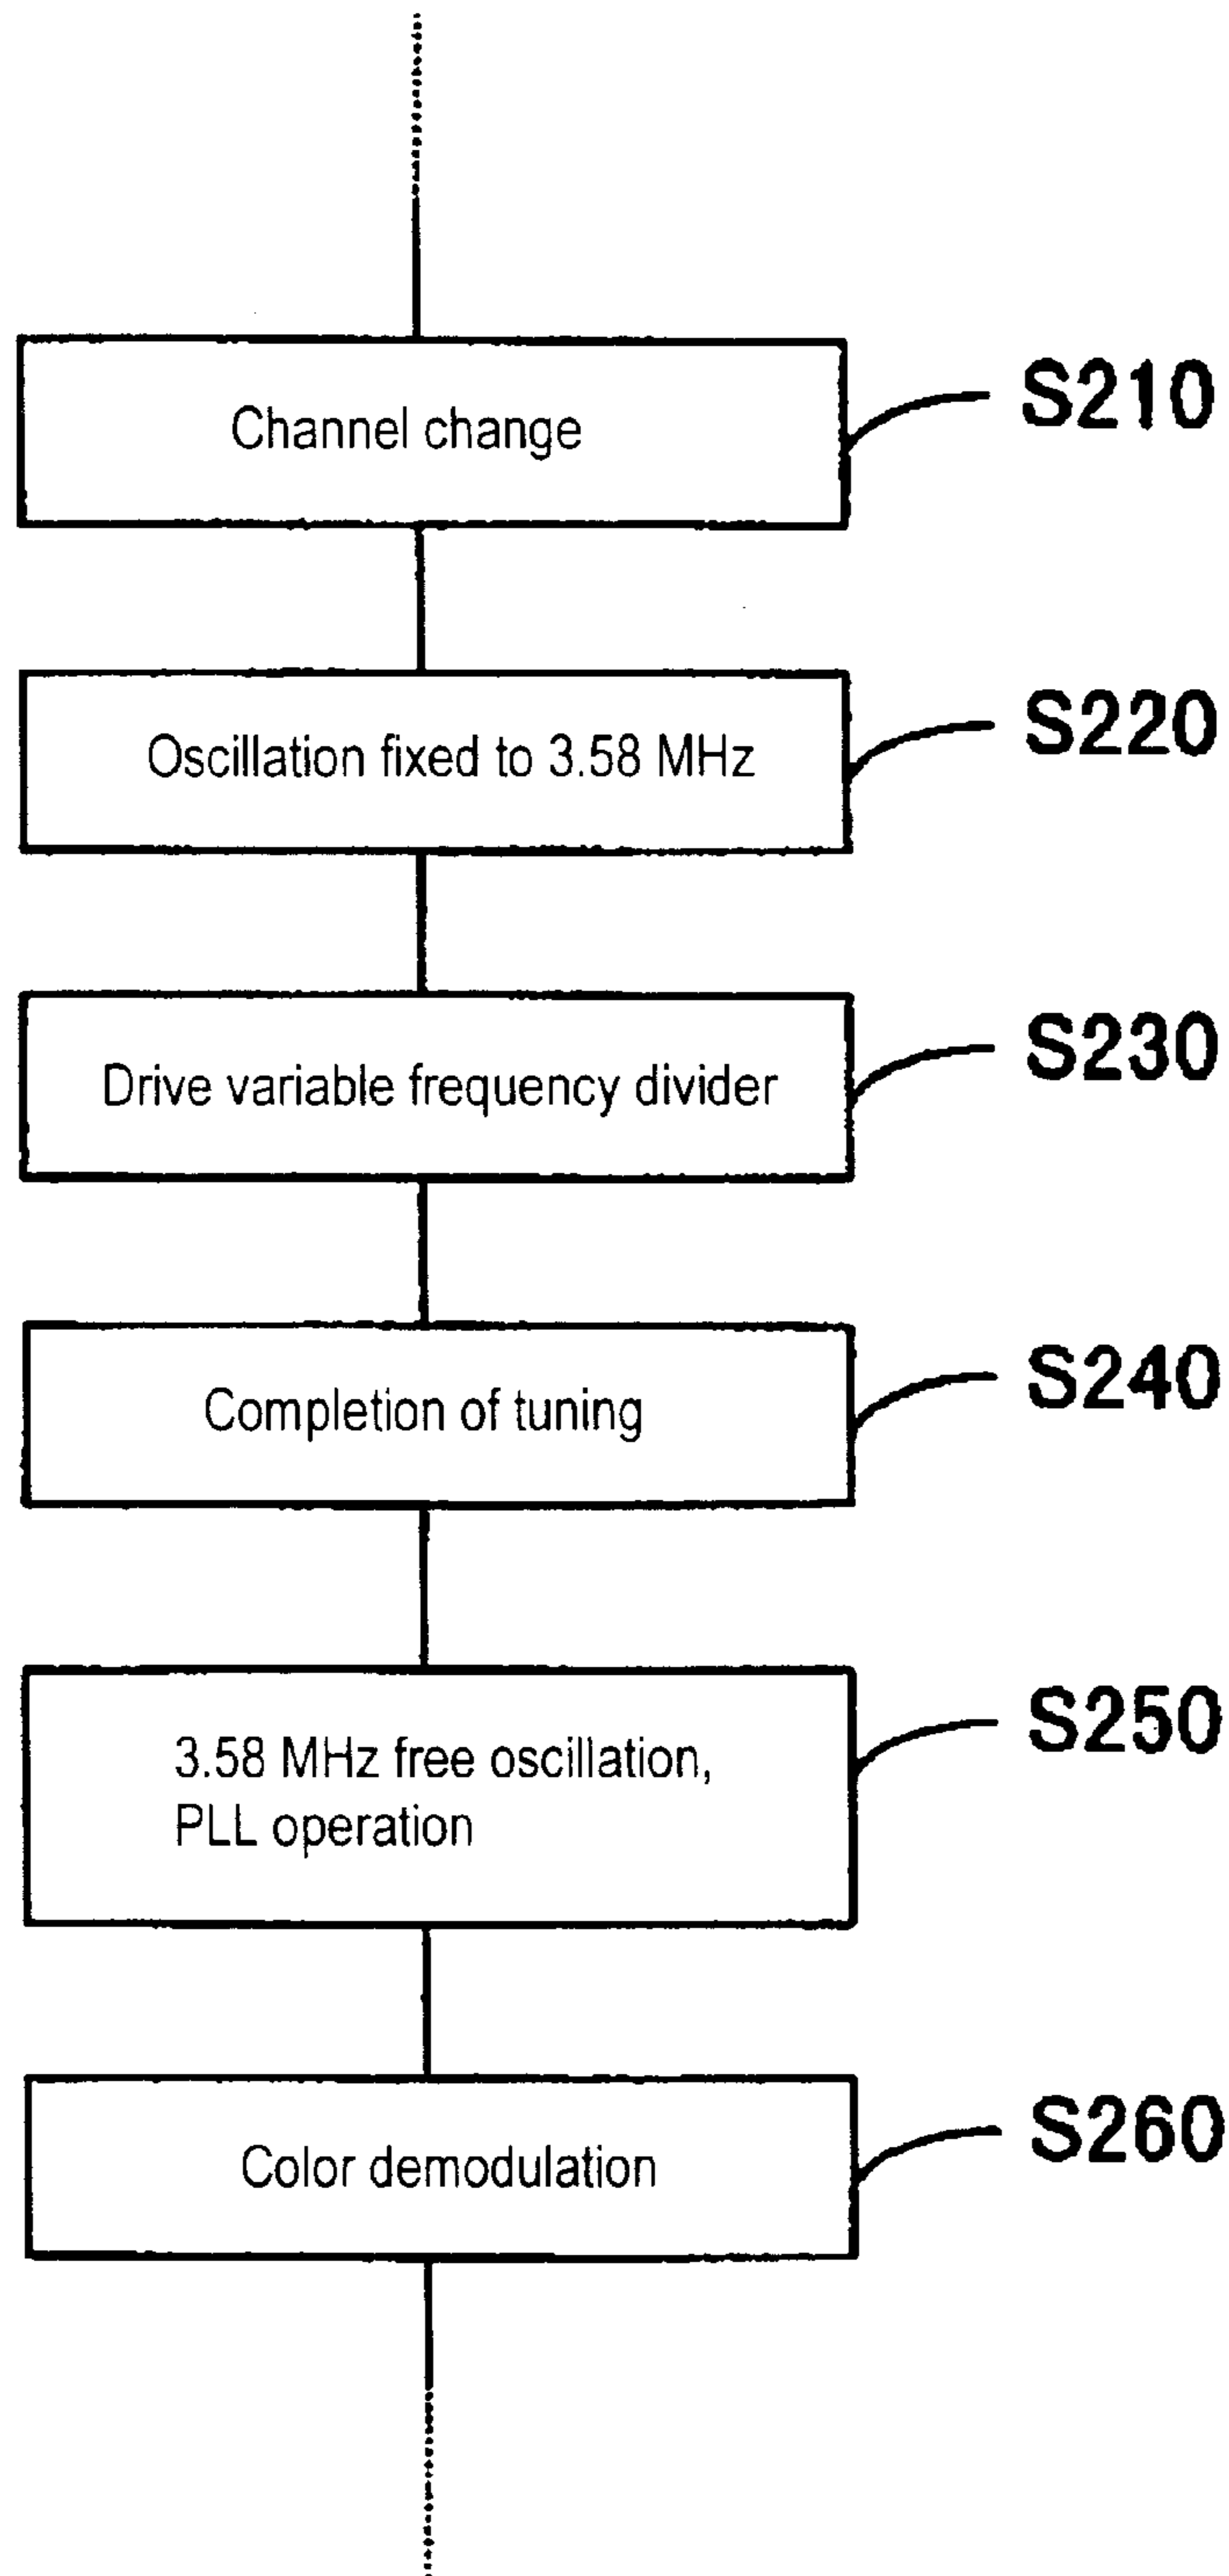 Channel change
S210
Oscillation fixed to 3.58 MHz
S220
Drive variable frequency divider
S230
Completion of tuning
S240
3.58 MHz free oscillation,
PLL operation
S250
Color demodulation
S260